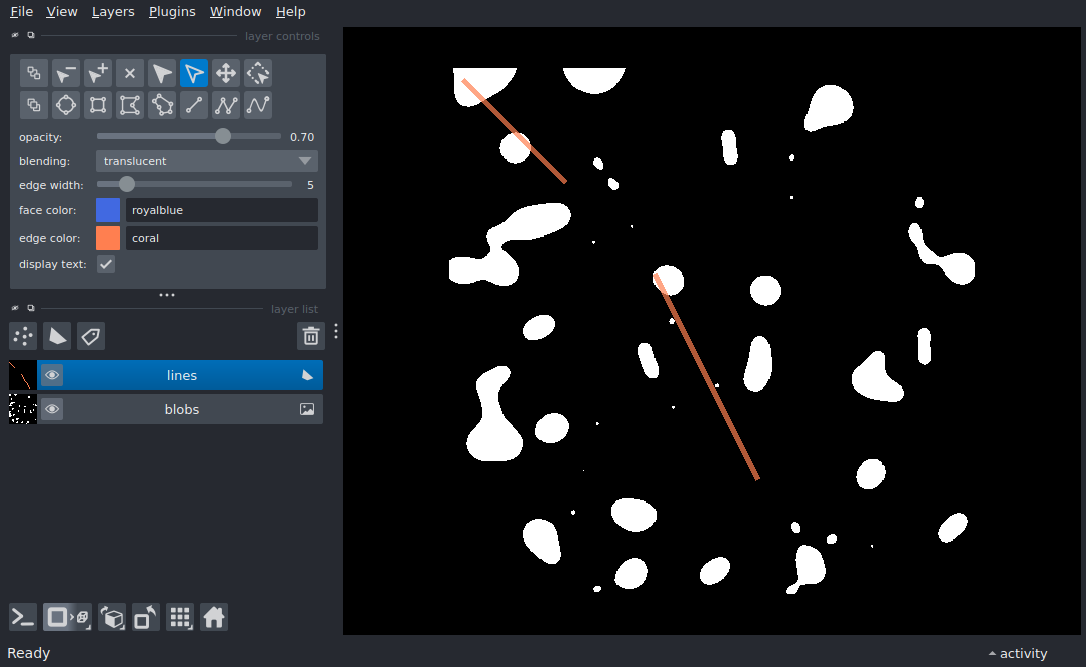 File View Layers Plugins Window Help
layer controls
opacity: 0.70
blending: translucent
edge width: 5
face color: royalblue
edge color: coral
display text:
layer list
lines
blobs
Ready
activity